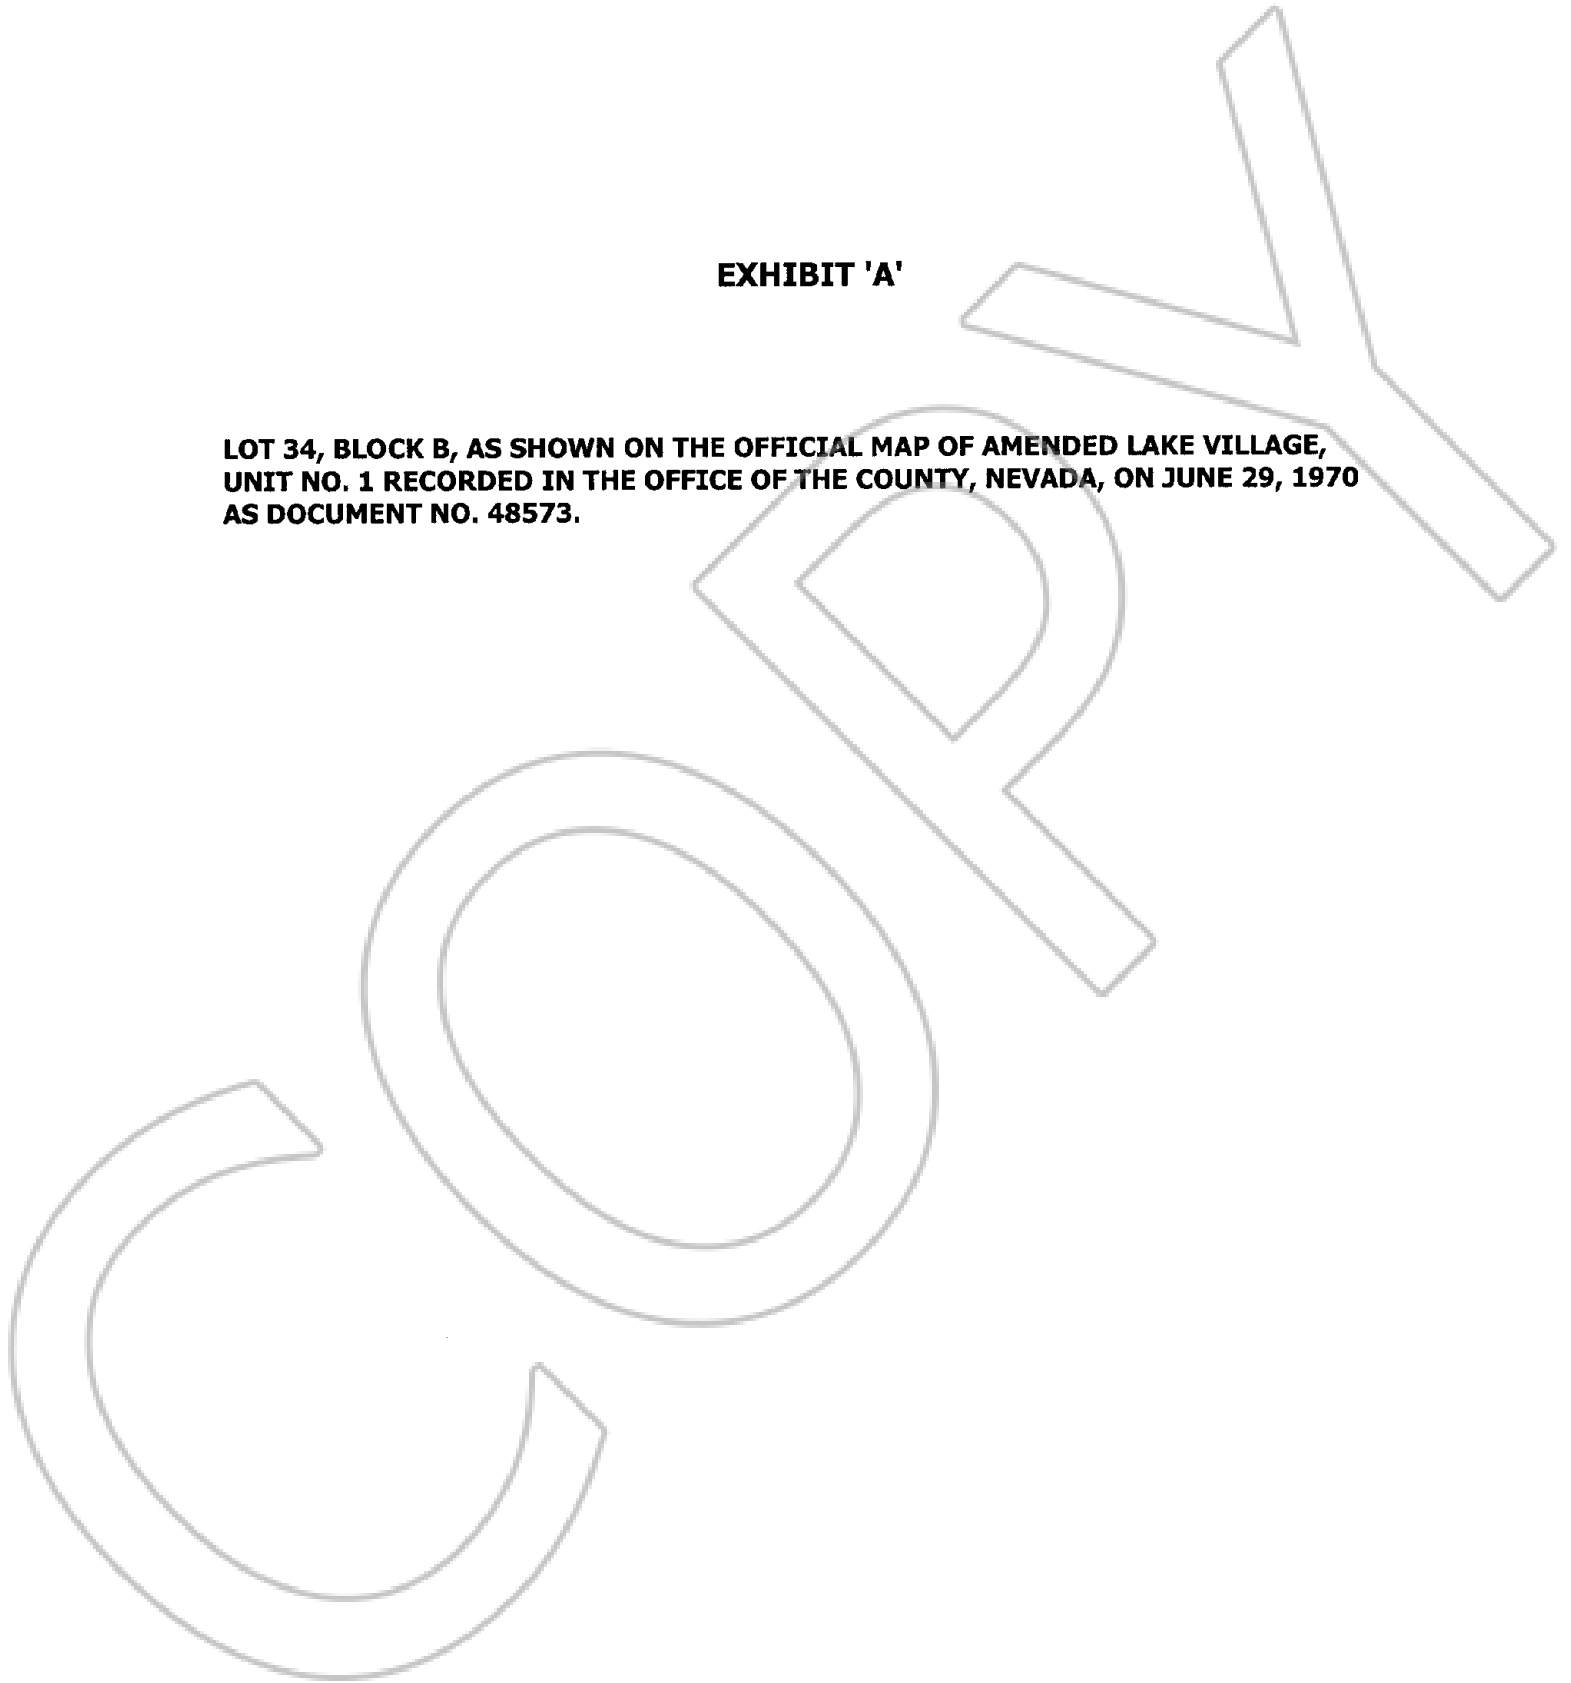 EXHIBIT 'A'
LOT 34, BLOCK B, AS SHOWN ON THE OFFICIAL MAP OF AMENDED LAKE VILLAGE,
UNIT NO. 1 RECORDED IN THE OFFICE OF THE COUNTY, NEVADA, ON JUNE 29, 1970
AS DOCUMENT NO. 48573.
COPY